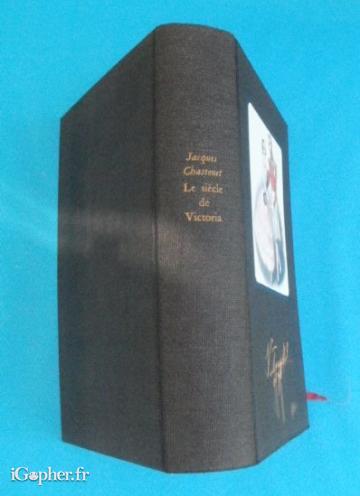 Jacques
Chastenet
Le siècle
de
Victoria
iGopher.fr